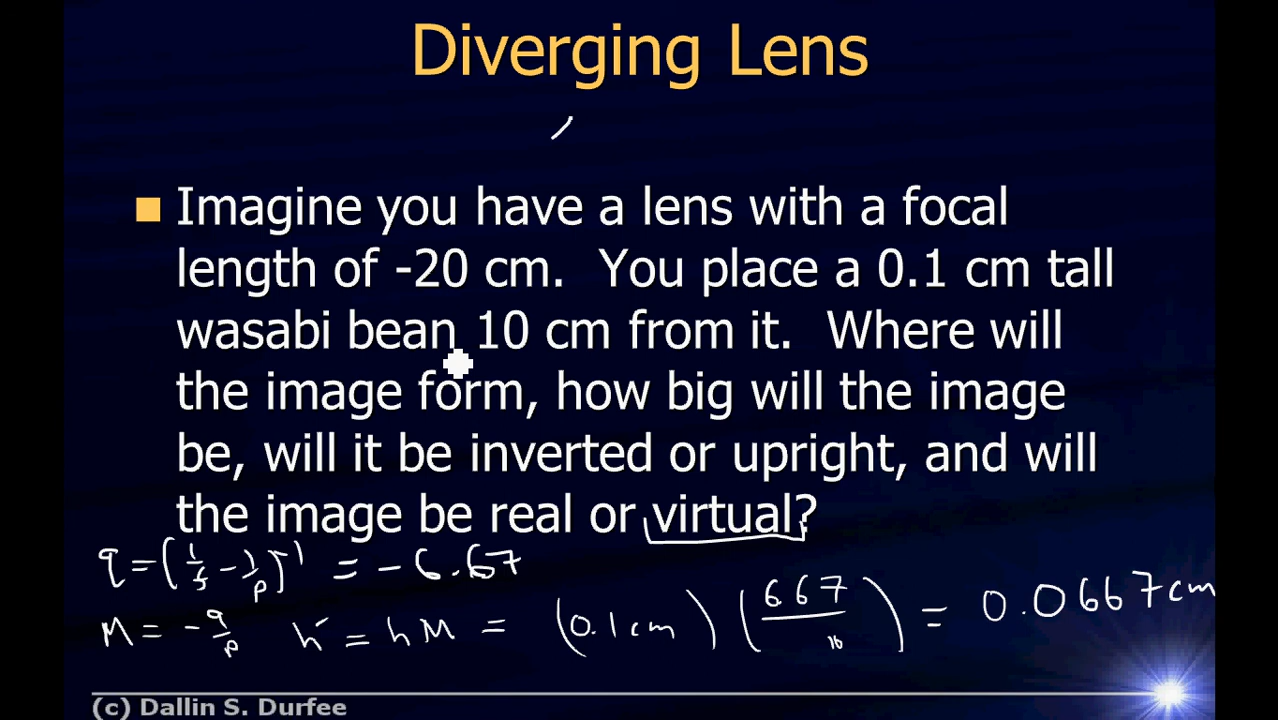 Diverging Lens
Imagine you have a lens with a focal
length of -20 cm. You place a 0.1 cm tall
wasabi bean 10 cm from it. Where will
the image form, how big will the image
be, will it be inverted or upright, and will
the image be real or virtual?
q = (1/f - 1/p)^-1 = -6.67
M = -q/p h' = hM = (0.1 cm) (6.67/10) = 0.0667 cm
(c) Dallin S. Durfee